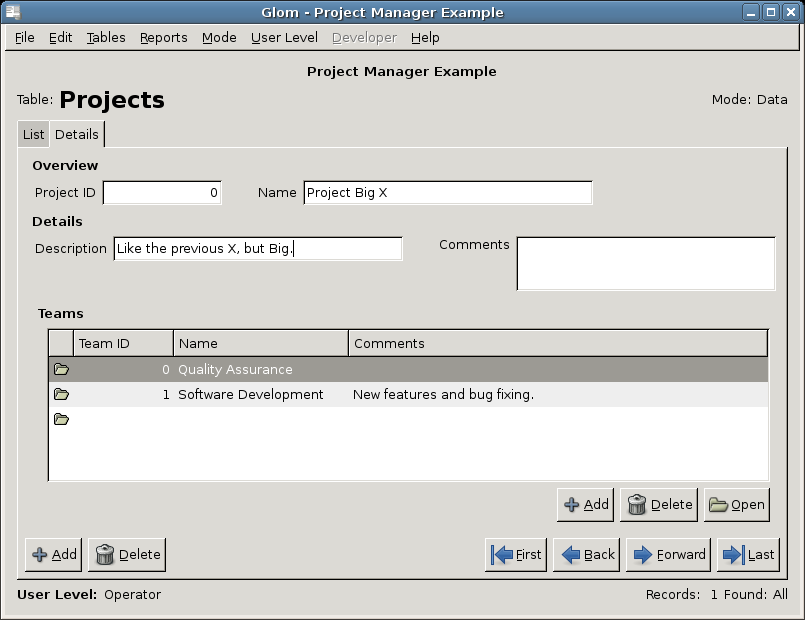 Glom - Project Manager Example
File Edit Tables Reports Mode User Level Developer Help
Project Manager Example
Table: Projects Mode: Data
List Details
Overview
Project ID 0 Name Project Big X
Details
Description Like the previous X, but Big. Comments
Teams
Team ID Name Comments
0 Quality Assurance
1 Software Development New features and bug fixing.
Add Delete Open
Add Delete First Back Forward Last
User Level: Operator Records: 1 Found: All